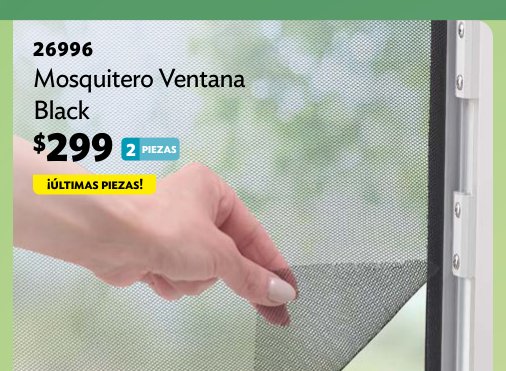 26996
Mosquitero Ventana
Black
$299 2 PIEZAS
¡ÚLTIMAS PIEZAS!